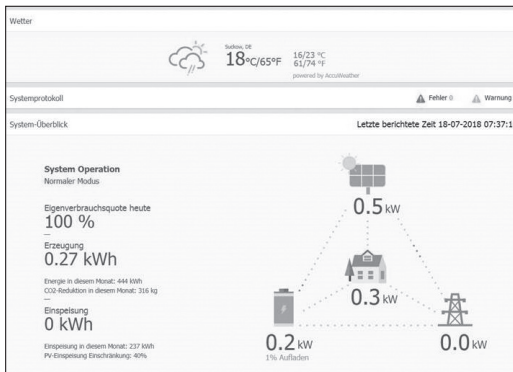 Wetter
Suckow, DE
18°C/65°F
16/23 °C
61/74 °F
powered by AccuWeather
Systemprotokoll
Fehler 0
Warnung
System-Überblick
Letzte berichtete Zeit 18-07-2018 07:37:1
System Operation
Normaler Modus
Eigenverbrauchsquote heute
100 %
Erzeugung
0.27 kWh
Energie in diesem Monat: 444 kWh
CO2-Reduktion in diesem Monat: 316 kg
Einspeisung
0 kWh
Einspeisung in diesem Monat: 237 kWh
PV-Einspeisung Einschränkung: 40%
0.5 kW
0.3 kW
0.2 kW
1% Aufladen
0.0 kW